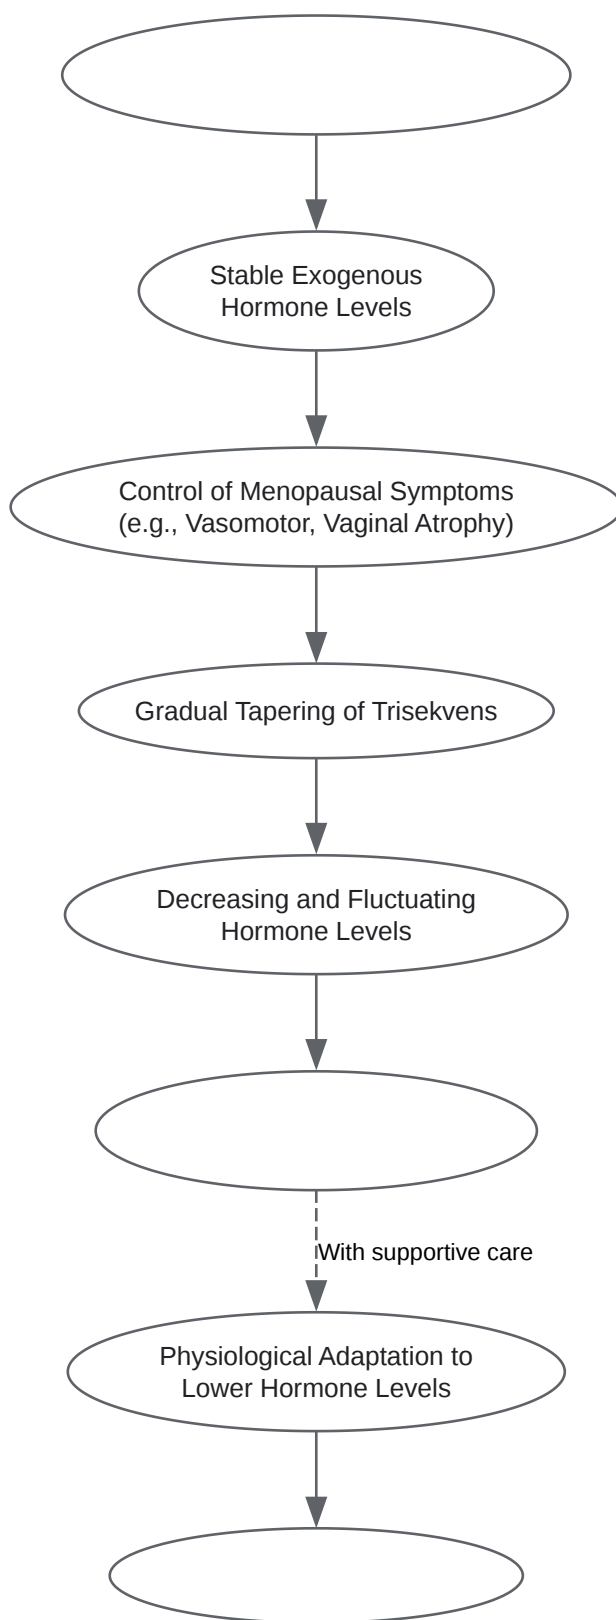 Stable Exogenous
Hormone Levels
Control of Menopausal Symptoms
(e.g., Vasomotor, Vaginal Atrophy)
Gradual Tapering of Trisekvens
Decreasing and Fluctuating
Hormone Levels
With supportive care
Physiological Adaptation to
Lower Hormone Levels